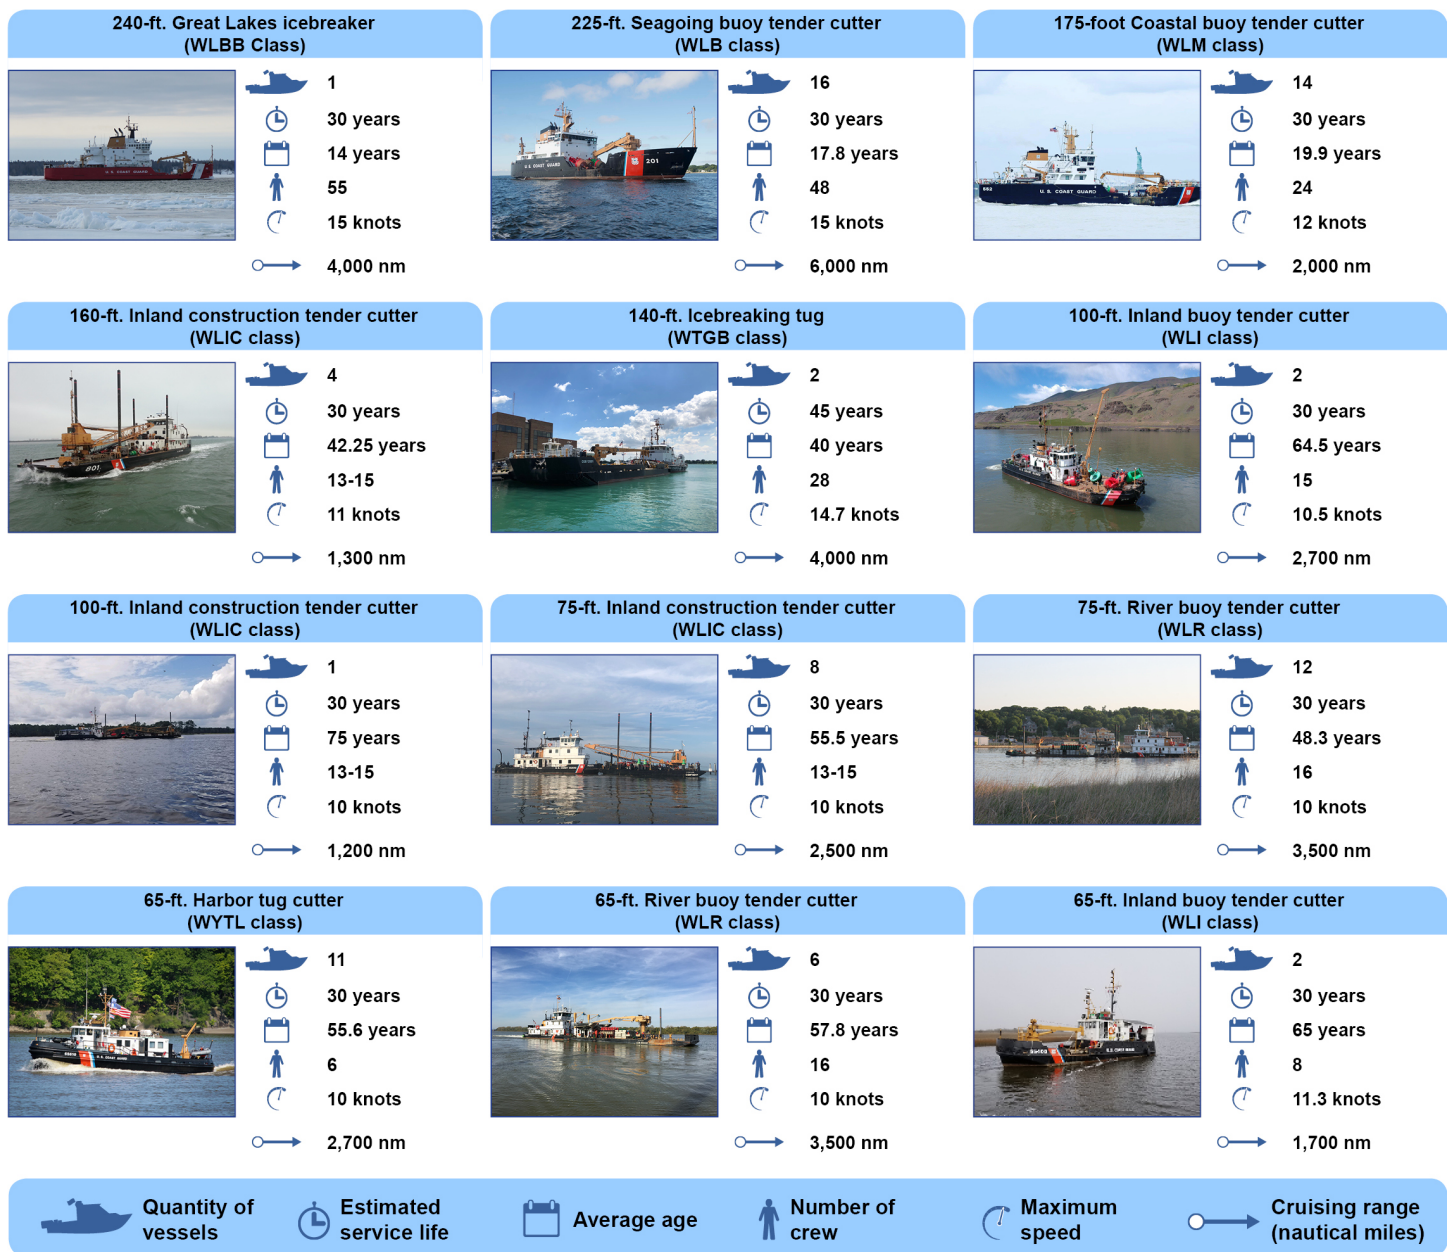 240-ft. Great Lakes icebreaker
(WLBB Class)
1
30 years
14 years
55
15 knots
4,000 nm
U.S. COAST GUARD
225-ft. Seagoing buoy tender cutter
(WLB class)
16
30 years
17.8 years
48
15 knots
6,000 nm
U.S. COAST GUARD
201
175-foot Coastal buoy tender cutter
(WLM class)
14
30 years
19.9 years
24
12 knots
2,000 nm
552
U.S. COAST GUARD
160-ft. Inland construction tender cutter
(WLIC class)
4
30 years
42.25 years
13-15
11 knots
1,300 nm
801
140-ft. Icebreaking tug
(WTGB class)
2
45 years
40 years
28
14.7 knots
4,000 nm
100-ft. Inland buoy tender cutter
(WLI class)
2
30 years
64.5 years
15
10.5 knots
2,700 nm
100-ft. Inland construction tender cutter
(WLIC class)
1
30 years
75 years
13-15
10 knots
1,200 nm
75-ft. Inland construction tender cutter
(WLIC class)
8
30 years
55.5 years
13-15
10 knots
2,500 nm
75-ft. River buoy tender cutter
(WLR class)
12
30 years
48.3 years
16
10 knots
3,500 nm
65-ft. Harbor tug cutter
(WYTL class)
11
30 years
55.6 years
6
10 knots
2,700 nm
U.S. COAST GUARD
65-ft. River buoy tender cutter
(WLR class)
6
30 years
57.8 years
16
10 knots
3,500 nm
65-ft. Inland buoy tender cutter
(WLI class)
2
30 years
65 years
8
11.3 knots
1,700 nm
U.S. COAST GUARD
Quantity of
vessels
Estimated
service life
Average age
Number of
crew
Maximum
speed
Cruising range
(nautical miles)